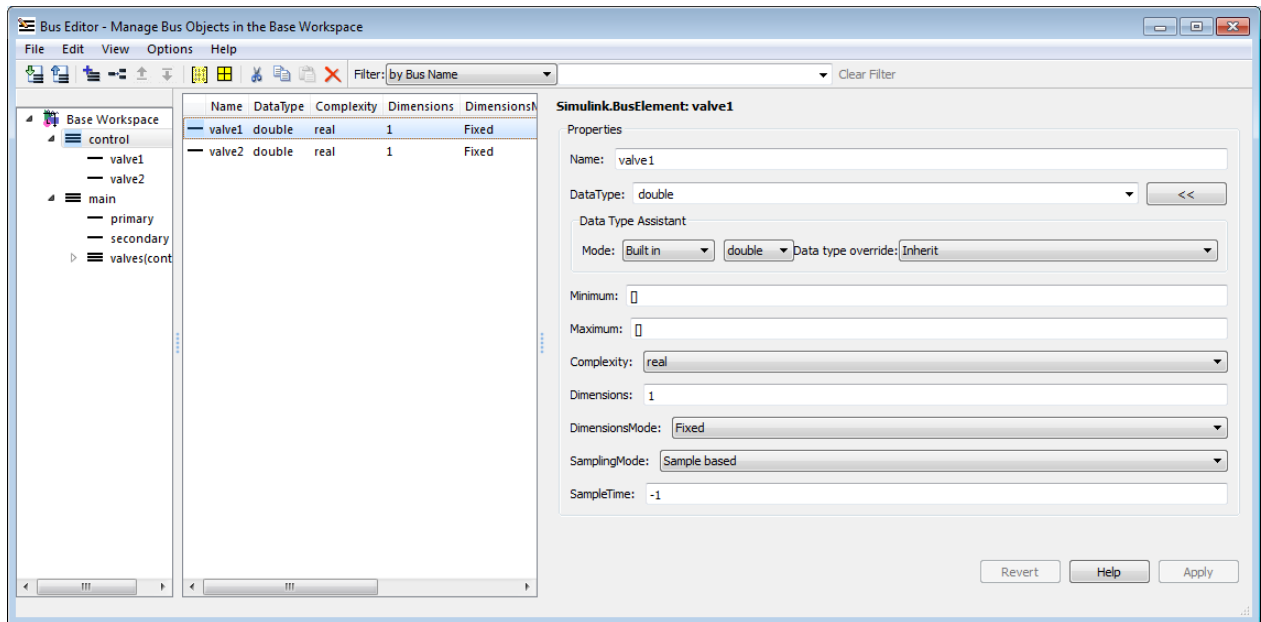 Bus Editor - Manage Bus Objects in the Base Workspace
File Edit View Options Help
Filter: by Bus Name Clear Filter
Base Workspace
control
valve1
valve2
main
primary
secondary
valves(cont
Name DataType Complexity Dimensions DimensionsM
valve1 double real 1 Fixed
valve2 double real 1 Fixed
Simulink.BusElement: valve1
Properties
Name: valve1
DataType: double <<
Data Type Assistant
Mode: Built in double Data type override: Inherit
Minimum: []
Maximum: []
Complexity: real
Dimensions: 1
DimensionsMode: Fixed
SamplingMode: Sample based
SampleTime: -1
Revert Help Apply